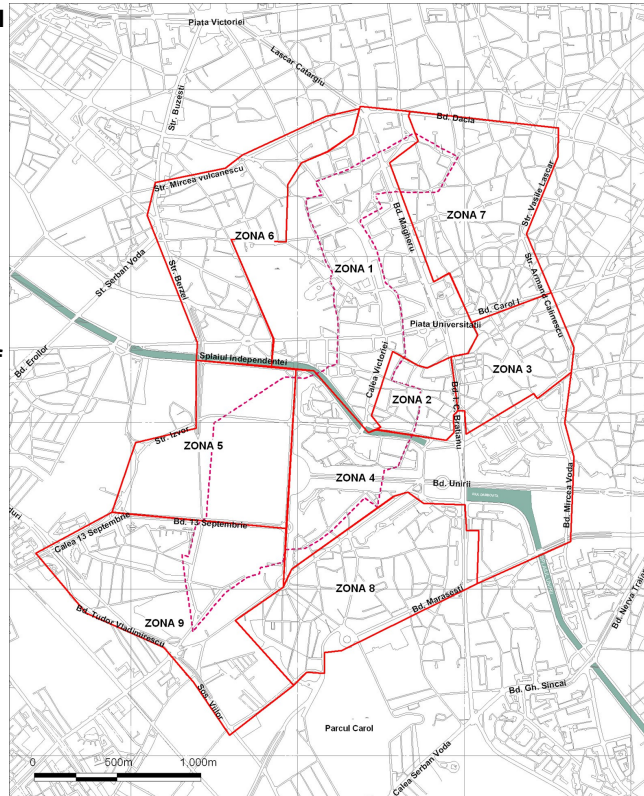 Piata Victoriei
Lascar Catargiu
Str. Buzesti
Bd. Dacia
Str. Mircea vulcanescu
Str. Vasile Lascar
ZONA 7
ZONA 6
Bd. Magheru
St. Serban Voda
ZONA 1
Str. Berzei
Str. Armand Calinescu
Bd. Carol I
Piata Universitatii
Bd. Eroilor
Splaiul Independentei
Calea Victoriei
ZONA 3
ZONA 2
Bd. I. C. Bratianu
Str. Izvor
ZONA 5
ZONA 4
Bd. Unirii
Bd. Mircea Voda
Calea 13 Septembrie
Bd. 13 Septembrie
duri
ZONA 8
Bd. Marasesti
Bd. Nerva Traian
ZONA 9
Bd. Tudor Vladimirescu
Sos. Viilor
Bd. Gh. Sincai
Parcul Carol
Calea Serban Voda
0 500m 1,000m